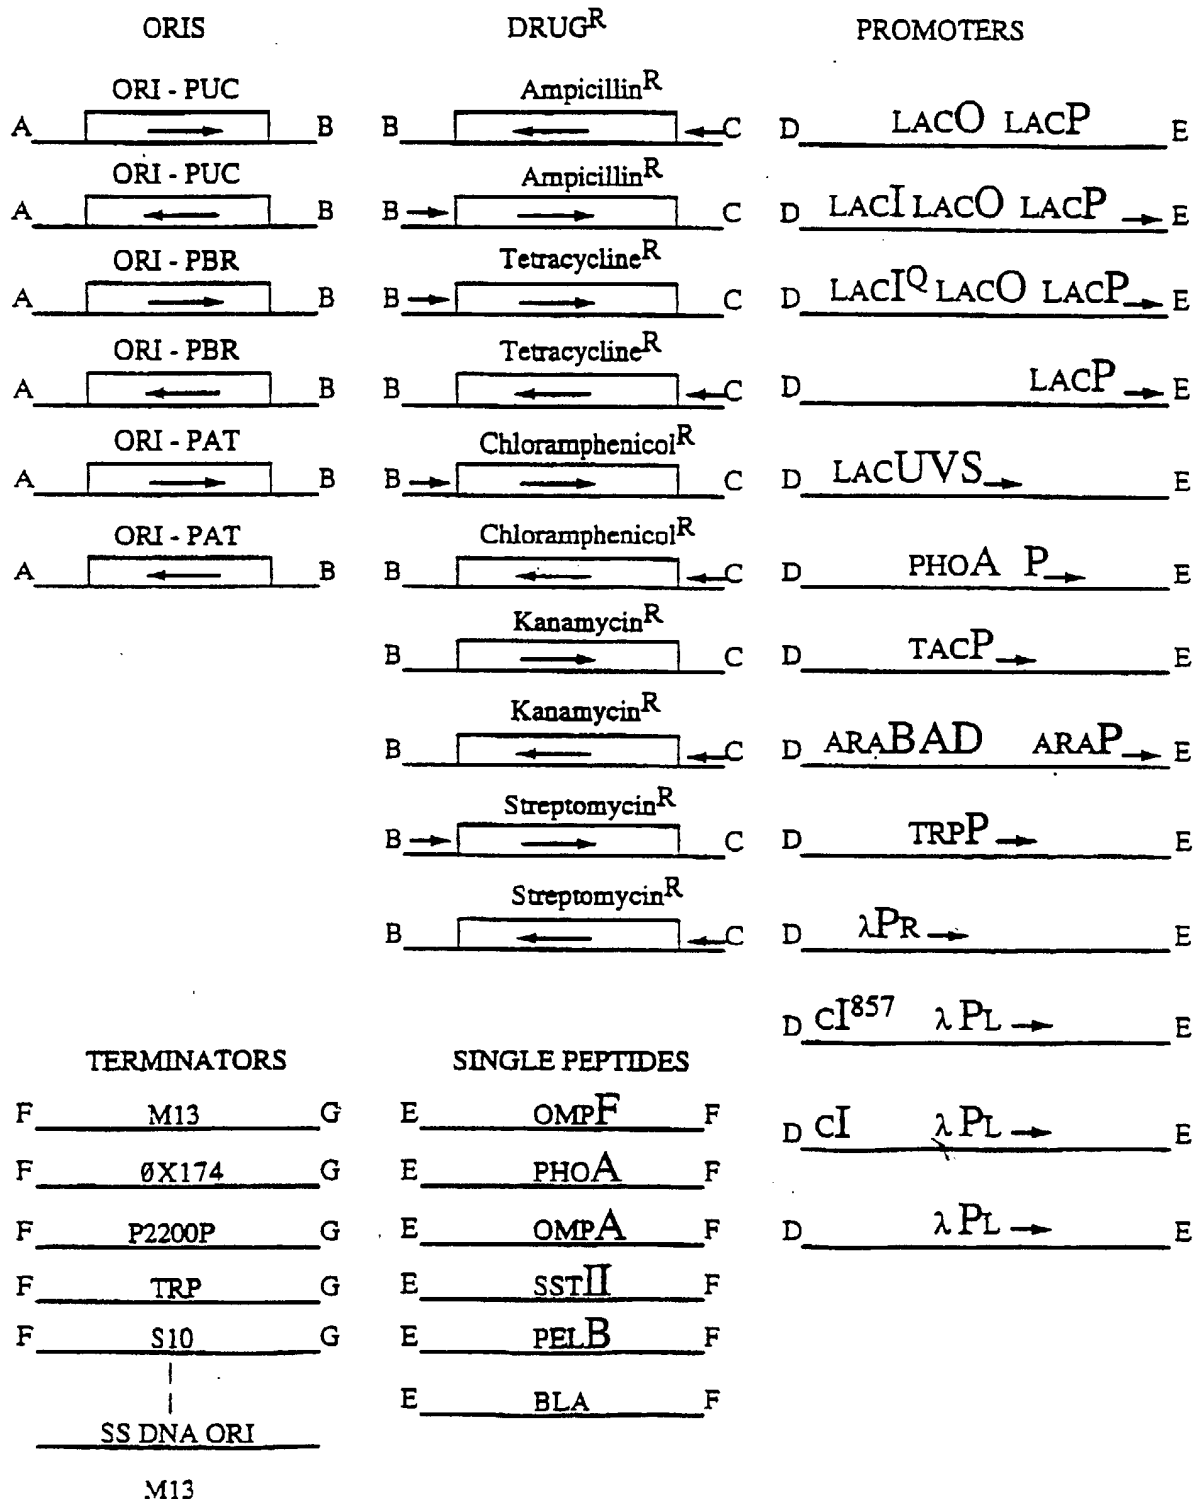 ORIS DRUGR PROMOTERS
ORI - PUC AmpicillinR
A B B C D LACO LACP E
ORI - PUC AmpicillinR
A B B C D LACI LACO LACP E
ORI - PBR TetracyclineR
A B B C D LACIQ LACO LACP E
ORI - PBR TetracyclineR
A B B C D LACP E
ORI - PAT ChloramphenicolR
A B B C D LACUVS E
ORI - PAT ChloramphenicolR
A B B C D PHOA P E
KanamycinR
B C D TACP E
KanamycinR
B C D ARABAD ARAP E
StreptomycinR
B C D TRPP E
StreptomycinR
B C D λPR E
D CI857 λ PL E
TERMINATORS SINGLE PEPTIDES
F M13 G E OMPF F D CI λ PL E
F ØX174 G E PHOA F
F P2200P G E OMPA F D λ PL E
F TRP G E SSTII F
F S10 G E PELB F
E BLA F
SS DNA ORI
M13